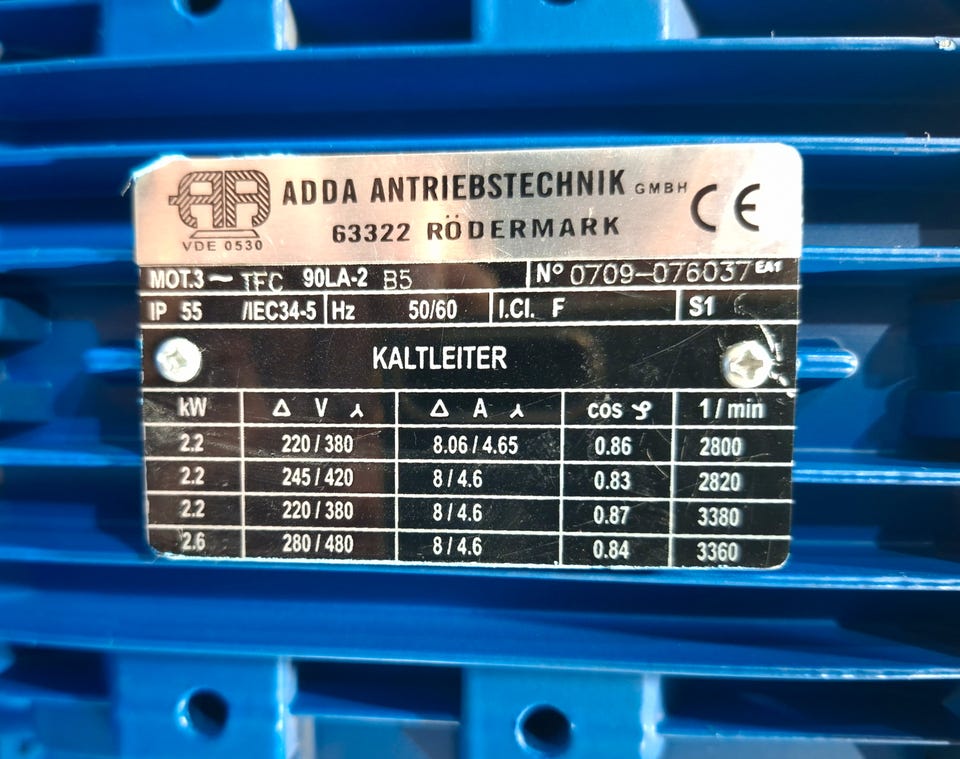 ADDA ANTRIEBSTECHNIK GMBH CE
VDE 0530 63322 RÖDERMARK
MOT.3~ TFC 90LA-2 B5 N° 0709-076037 EA1
IP 55 /IEC34-5 Hz 50/60 I.Cl. F S1
KALTLEITER
kW Δ V ⅄ Δ A ⅄ cos φ 1/min
2.2 220/380 8.06/4.65 0.86 2800
2.2 245/420 8/4.6 0.83 2820
2.2 220/380 8/4.6 0.87 3380
2.6 280/480 8/4.6 0.84 3360